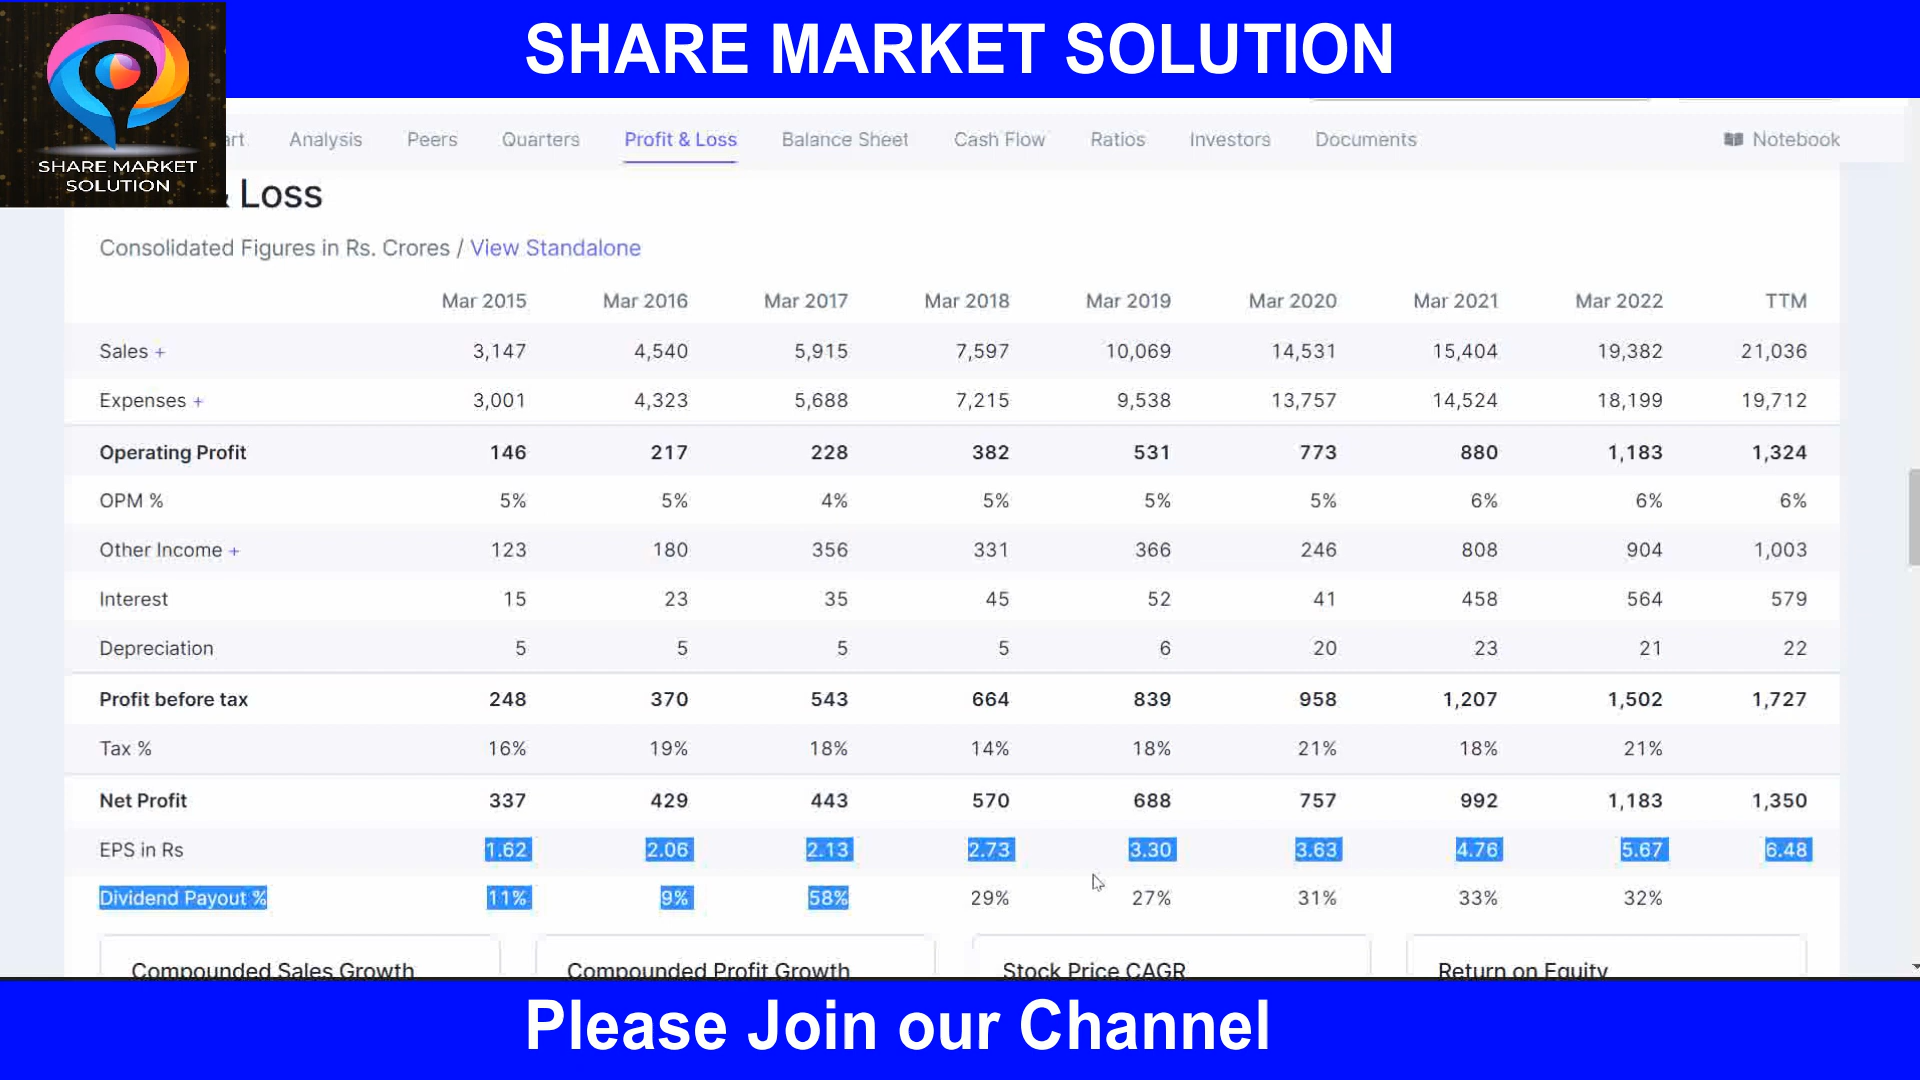 SHARE MARKET SOLUTION
SHARE MARKET
SOLUTION
art Analysis Peers Quarters Profit & Loss Balance Sheet Cash Flow Ratios Investors Documents Notebook
& Loss
Consolidated Figures in Rs. Crores / View Standalone
Mar 2015 Mar 2016 Mar 2017 Mar 2018 Mar 2019 Mar 2020 Mar 2021 Mar 2022 TTM
Sales + 3,147 4,540 5,915 7,597 10,069 14,531 15,404 19,382 21,036
Expenses + 3,001 4,323 5,688 7,215 9,538 13,757 14,524 18,199 19,712
Operating Profit 146 217 228 382 531 773 880 1,183 1,324
OPM % 5% 5% 4% 5% 5% 5% 6% 6% 6%
Other Income + 123 180 356 331 366 246 808 904 1,003
Interest 15 23 35 45 52 41 458 564 579
Depreciation 5 5 5 5 6 20 23 21 22
Profit before tax 248 370 543 664 839 958 1,207 1,502 1,727
Tax % 16% 19% 18% 14% 18% 21% 18% 21%
Net Profit 337 429 443 570 688 757 992 1,183 1,350
EPS in Rs 1.62 2.06 2.13 2.73 3.30 3.63 4.76 5.67 6.48
Dividend Payout % 11% 9% 58% 29% 27% 31% 33% 32%
Compounded Sales Growth Compounded Profit Growth Stock Price CAGR Return on Equity
Please Join our Channel